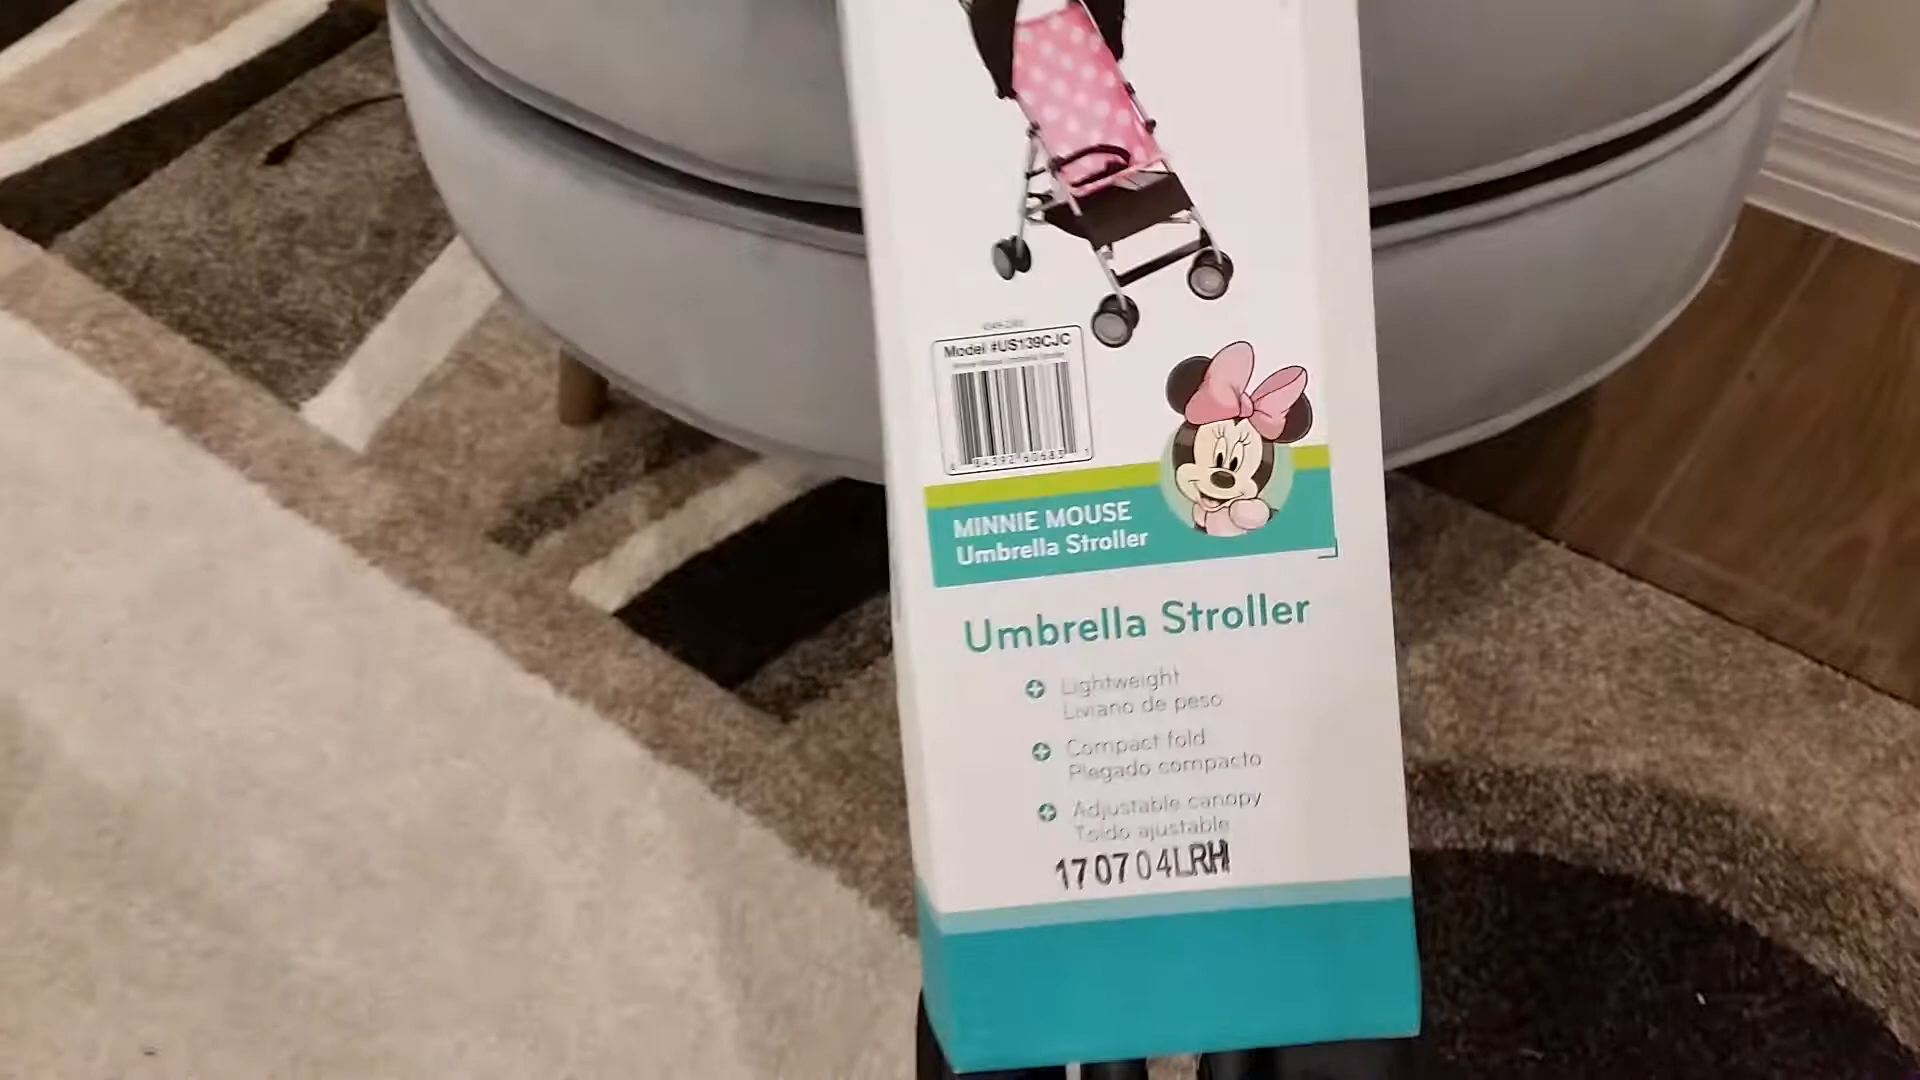 Model #US139CJC
MINNIE MOUSE
Umbrella Stroller
Umbrella Stroller
Lightweight
Liviano de peso
Compact fold
Plegado compacto
Adjustable canopy
Toldo ajustable
170704LRH